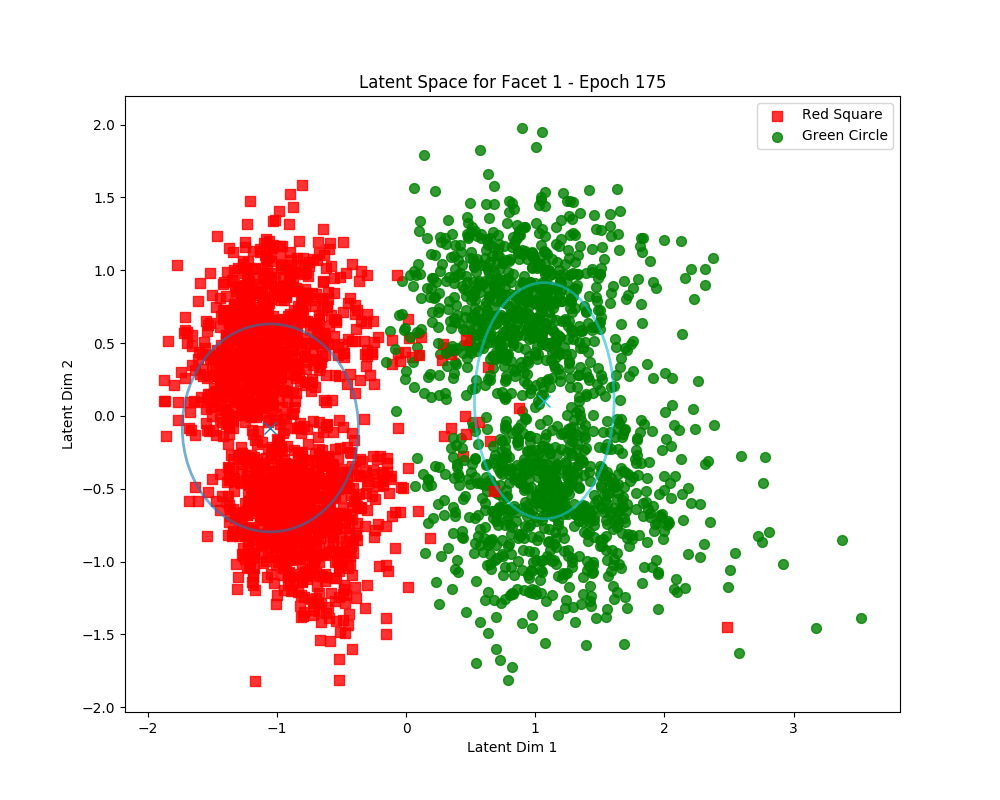 Latent Space for Facet 1 - Epoch 175
Red Square
Green Circle
2.0
1.5
1.0
0.5
0.0
−0.5
−1.0
−1.5
−2.0
Latent Dim 2
−2 −1 0 1 2 3
Latent Dim 1